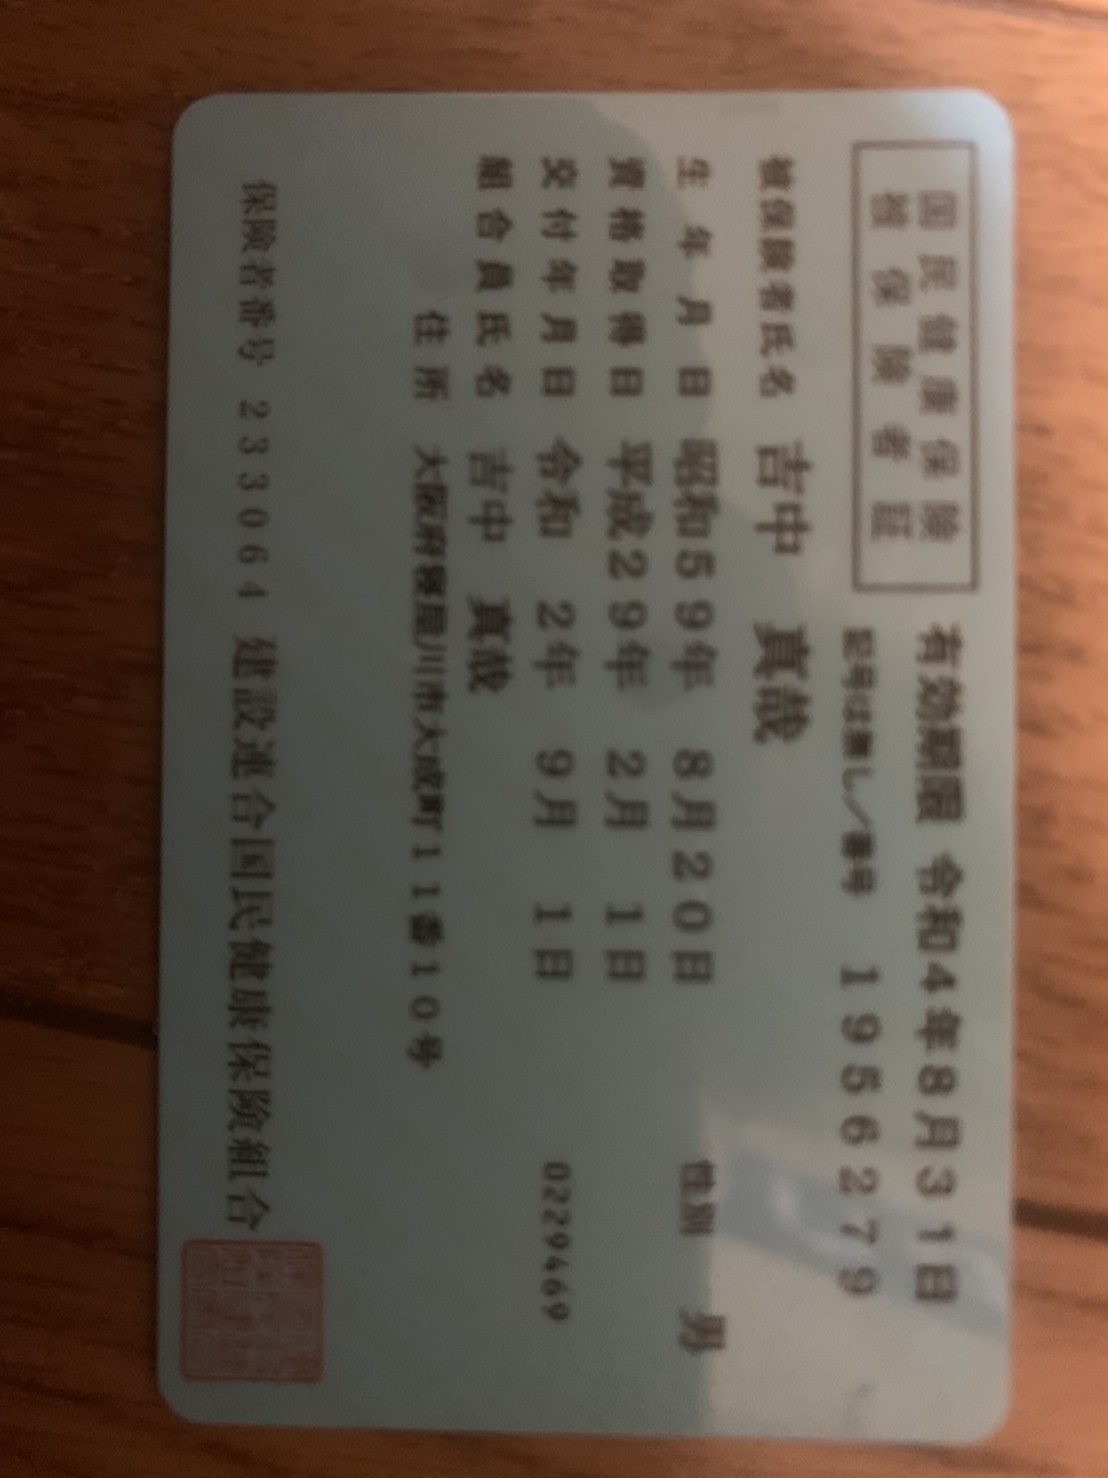 国民健康保険
被保険者証
有効期限 令和4年8月31日
記号は無し/番号 1956279
被保険者氏名 吉中 真哉
生年月日 昭和59年 8月20日 性別 男
資格取得日 平成29年 2月 1日
交付年月日 令和 2年 9月 1日 0229469
組合員氏名 吉中 真哉
住所 大阪府寝屋川市大成町11番10号
保険者番号 233064 建設連合国民健康保険組合